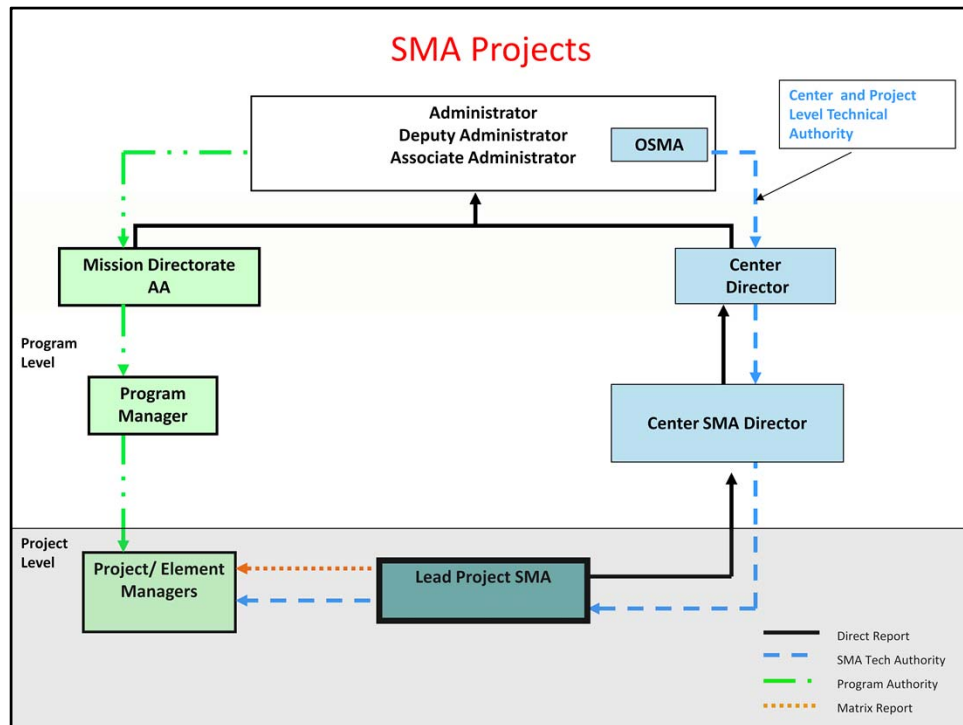 SMA Projects
Administrator
Deputy Administrator
Associate Administrator
OSMA
Center and Project
Level Technical
Authority
Mission Directorate
AA
Center
Director
Program
Level
Program
Manager
Center SMA Director
Project
Level
Project/ Element
Managers
Lead Project SMA
Direct Report
SMA Tech Authority
Program Authority
Matrix Report